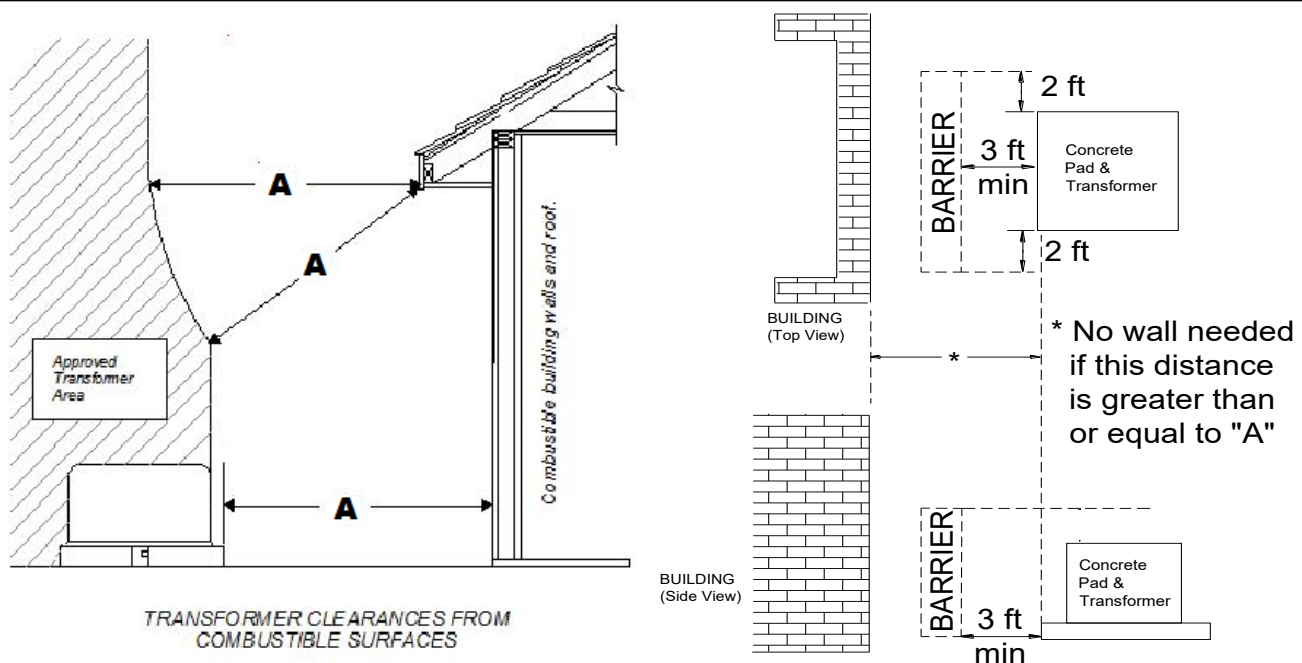 A
A
Approved
Transformer
Area
A
Combustible building walls and roof.
TRANSFORMER CLEARANCES FROM
COMBUSTIBLE SURFACES
2 ft
BARRIER
3 ft
min
Concrete
Pad &
Transformer
2 ft
BUILDING
(Top View)
*
* No wall needed
if this distance
is greater than
or equal to "A"
BUILDING
(Side View)
BARRIER
Concrete
Pad &
Transformer
3 ft
min